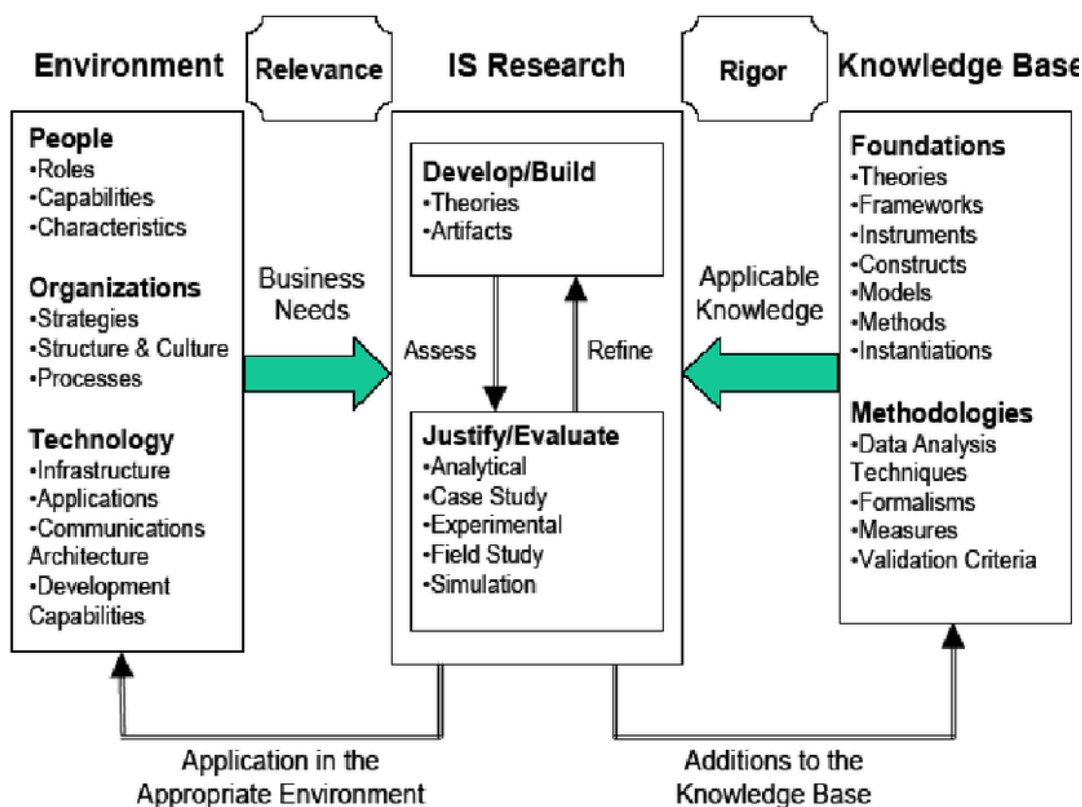 Environment
Relevance
IS Research
Rigor
Knowledge Base
People
•Roles
•Capabilities
•Characteristics
Organizations
•Strategies
•Structure & Culture
•Processes
Technology
•Infrastructure
•Applications
•Communications
Architecture
•Development
Capabilities
Business
Needs
Develop/Build
•Theories
•Artifacts
Assess
Refine
Justify/Evaluate
•Analytical
•Case Study
•Experimental
•Field Study
•Simulation
Applicable
Knowledge
Foundations
•Theories
•Frameworks
•Instruments
•Constructs
•Models
•Methods
•Instantiations
Methodologies
•Data Analysis
Techniques
•Formalisms
•Measures
•Validation Criteria
Application in the
Appropriate Environment
Additions to the
Knowledge Base